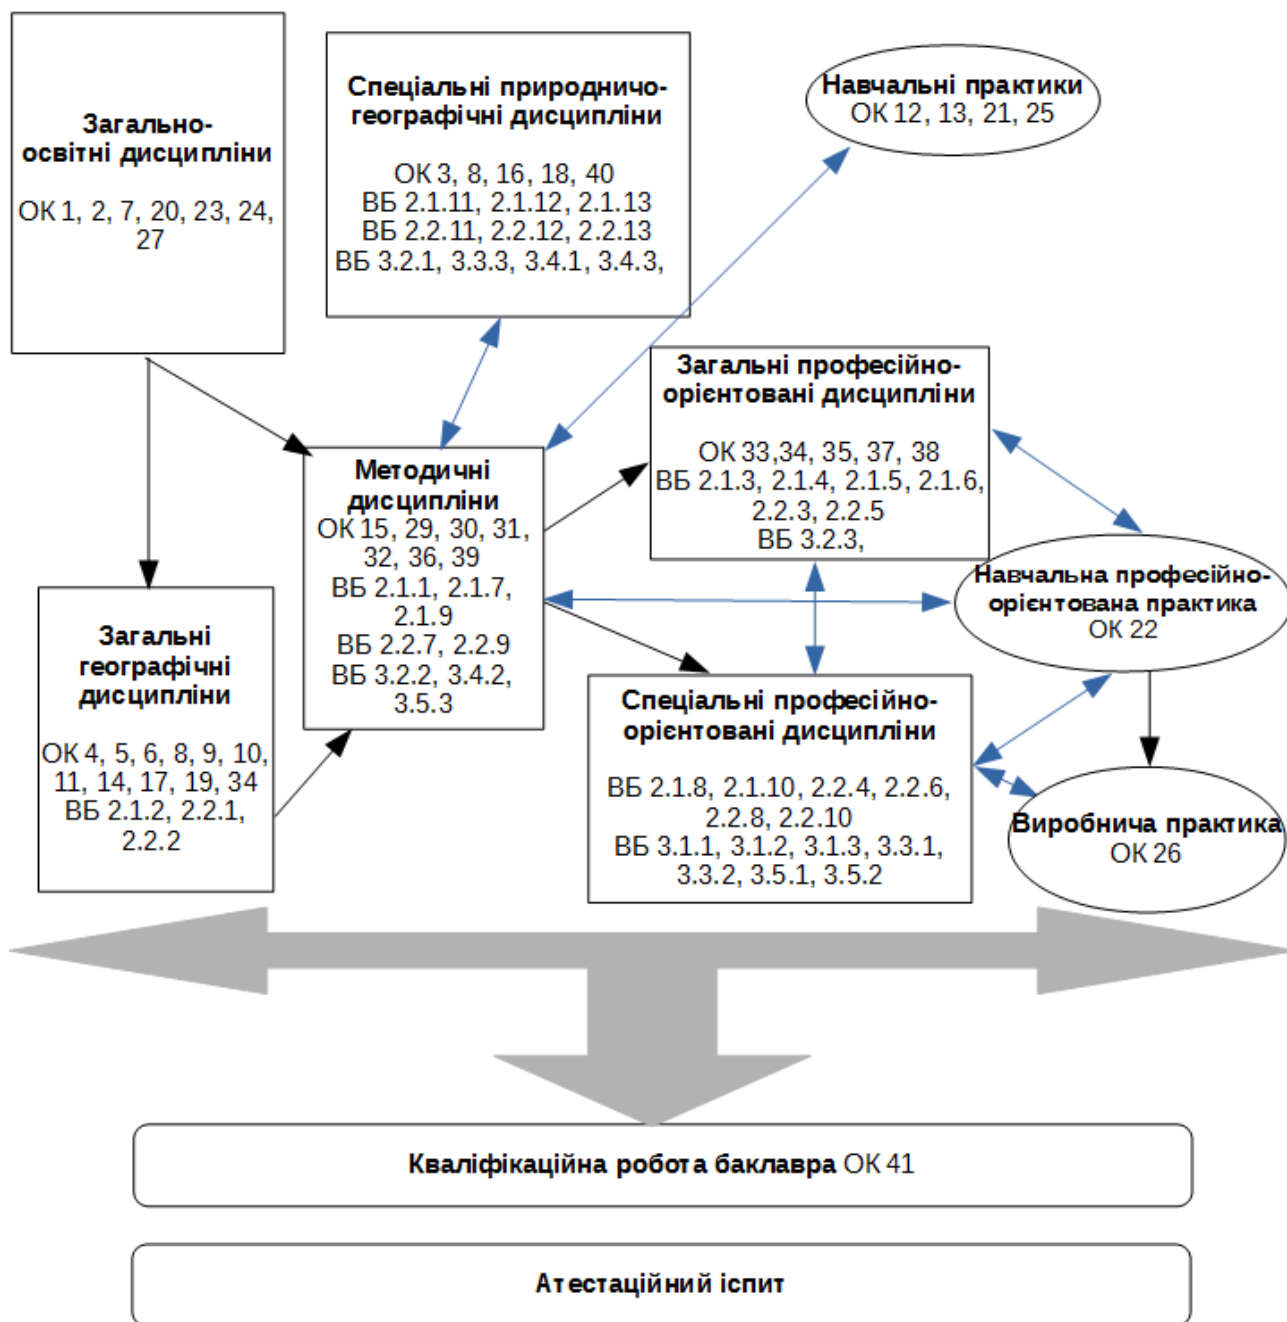 Загально-
освітні дисципліни
ОК 1, 2, 7, 20, 23, 24,
27
Спеціальні природничо-
географічні дисципліни
ОК 3, 8, 16, 18, 40
ВБ 2.1.11, 2.1.12, 2.1.13
ВБ 2.2.11, 2.2.12, 2.2.13
ВБ 3.2.1, 3.3.3, 3.4.1, 3.4.3,
Навчальні практики
ОК 12, 13, 21, 25
Загальні професійно-
орієнтовані дисципліни
ОК 33,34, 35, 37, 38
ВБ 2.1.3, 2.1.4, 2.1.5, 2.1.6,
2.2.3, 2.2.5
ВБ 3.2.3,
Методичні
дисципліни
ОК 15, 29, 30, 31,
32, 36, 39
ВБ 2.1.1, 2.1.7,
2.1.9
ВБ 2.2.7, 2.2.9
ВБ 3.2.2, 3.4.2,
3.5.3
Навчальна професійно-
орієнтована практика
ОК 22
Загальні
географічні
дисципліни
ОК 4, 5, 6, 8, 9, 10,
11, 14, 17, 19, 34
ВБ 2.1.2, 2.2.1,
2.2.2
Спеціальні професійно-
орієнтовані дисципліни
ВБ 2.1.8, 2.1.10, 2.2.4, 2.2.6,
2.2.8, 2.2.10
ВБ 3.1.1, 3.1.2, 3.1.3, 3.3.1,
3.3.2, 3.5.1, 3.5.2
Виробнича практика
ОК 26
Кваліфікаційна робота баклавра ОК 41
Атестаційний іспит